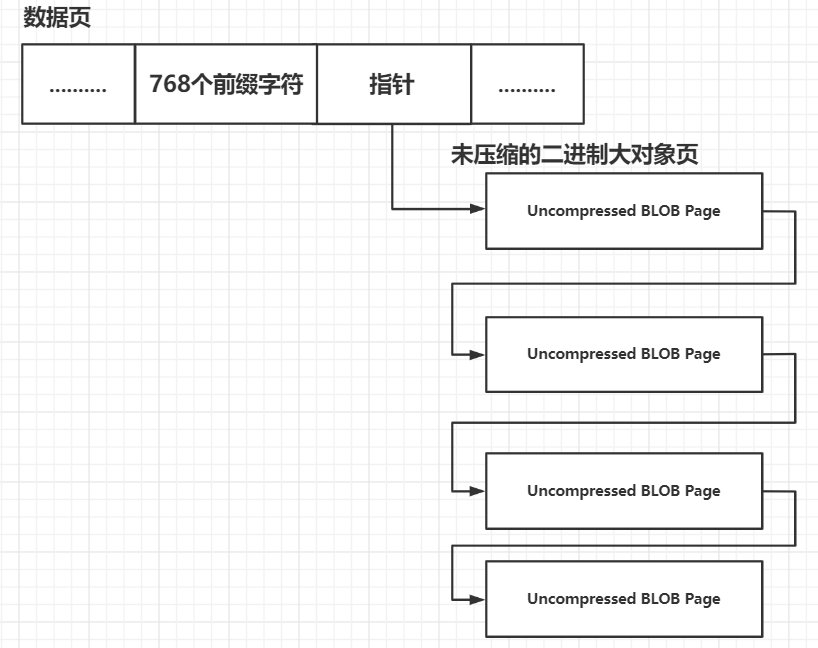 数据页
..........
768个前缀字符
指针
..........
未压缩的二进制大对象页
Uncompressed BLOB Page
Uncompressed BLOB Page
Uncompressed BLOB Page
Uncompressed BLOB Page